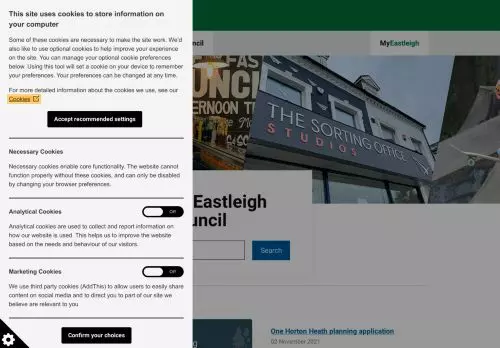 This site uses cookies to store information on
your computer
Some of these cookies are necessary to make the site work. We'd
also like to use optional cookies to help improve your experience
on the site. You can manage your optional cookie preferences
below. Using this tool will set a cookie on your device to remember
your preferences. Your preferences can be changed at any time.
For more detailed information about the cookies we use, see our
Cookies
Accept recommended settings
Necessary Cookies
Necessary cookies enable core functionality. The website cannot
function properly without these cookies, and can only be disabled
by changing your browser preferences.
Analytical Cookies
Off
Analytical cookies are used to collect and report information on
how our website is used. This helps us to improve the website
based on the needs and behaviour of our visitors.
Marketing Cookies
Off
We use third party cookies (AddThis) to allow users to easily share
content on social media and to direct you to part of our site we
believe are relevant to you
Confirm your choices
uncil
MyEastleigh
THE SORTING OFFICE
STUDIOS
Eastleigh
uncil
Search
One Horton Heath planning application
02 November 2021